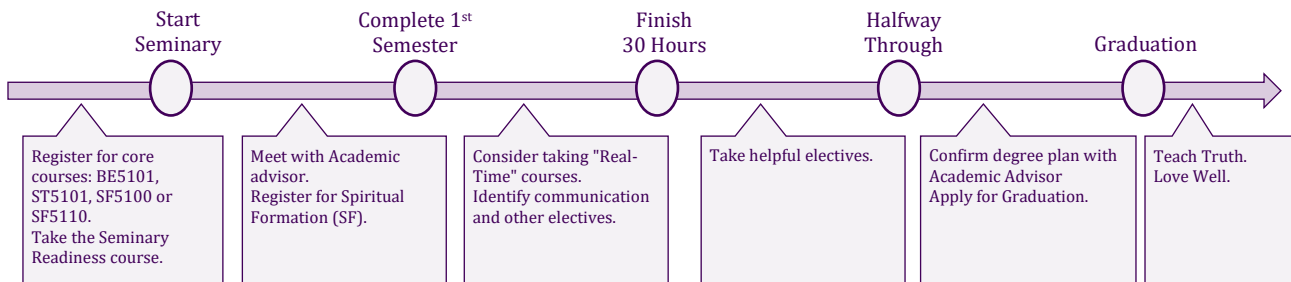 Start
Seminary
Complete 1st
Semester
Finish
30 Hours
Halfway
Through
Graduation
Register for core
courses: BE5101,
ST5101, SF5100 or
SF5110.
Take the Seminary
Readiness course.
Meet with Academic
advisor.
Register for Spiritual
Formation (SF).
Consider taking "Real-
Time" courses.
Identify communication
and other electives.
Take helpful electives.
Confirm degree plan with
Academic Advisor
Apply for Graduation.
Teach Truth.
Love Well.